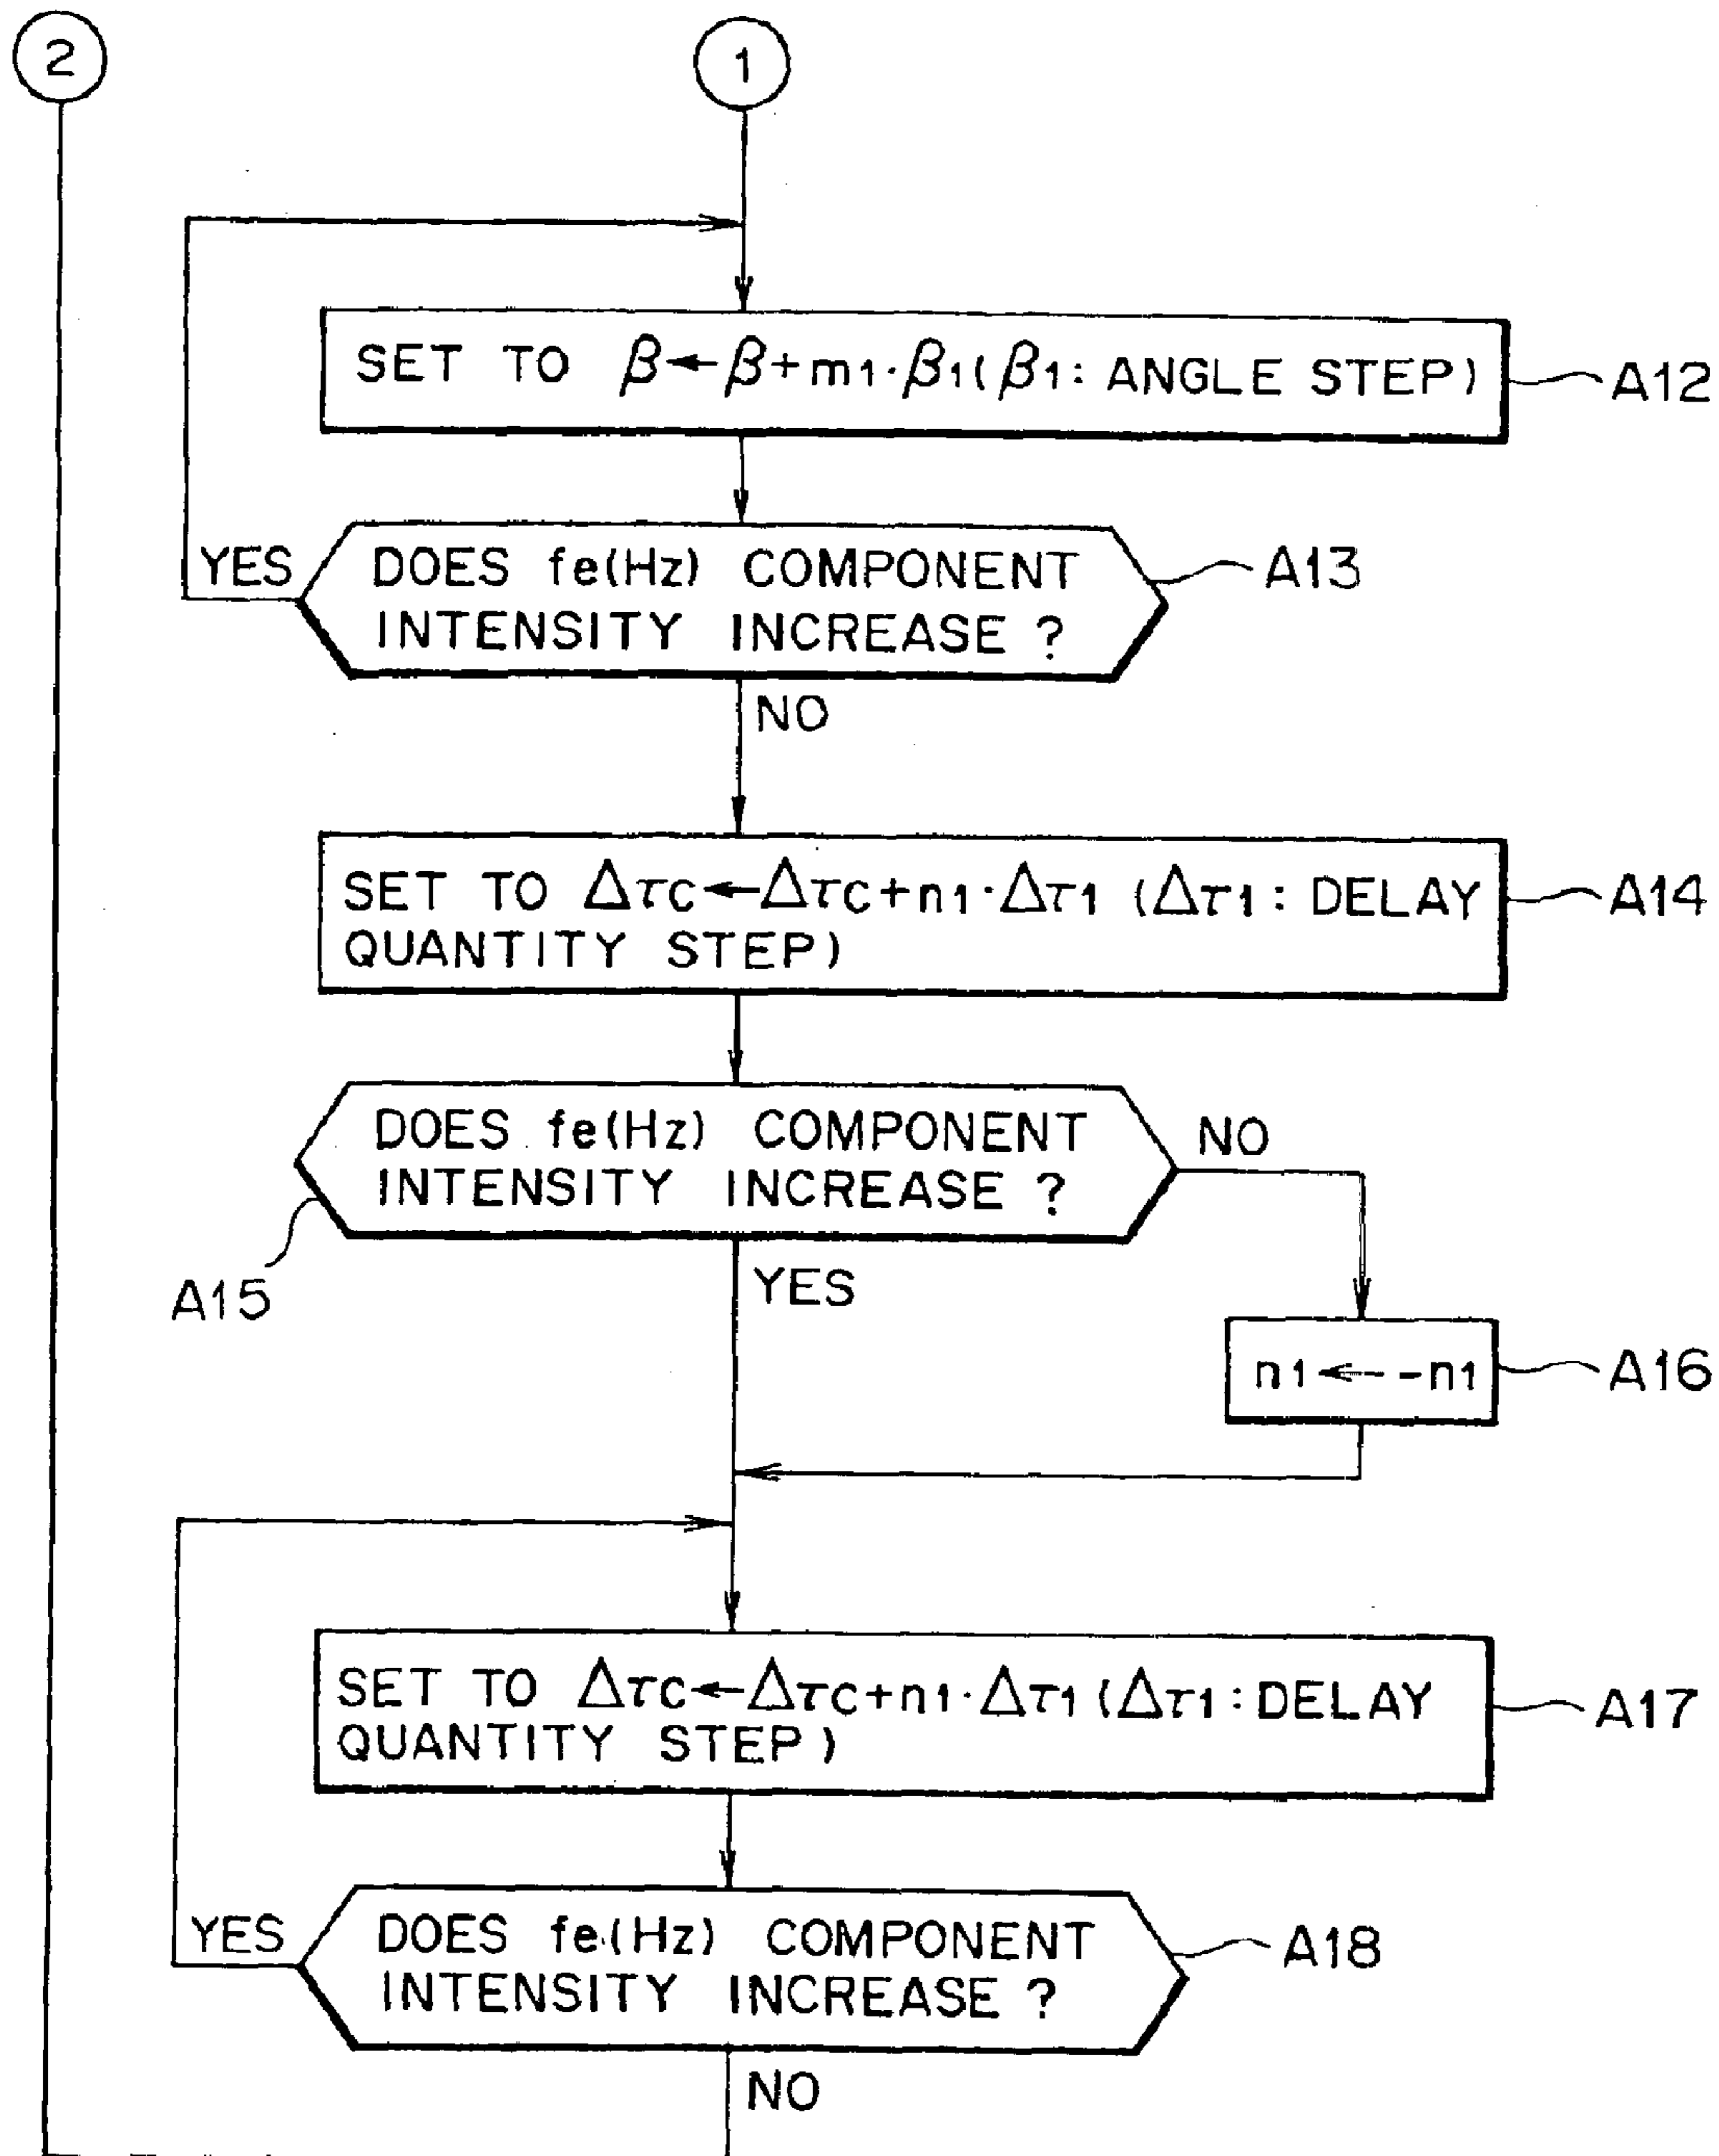 2
1
SET TO β←β+m1·β1(β1: ANGLE STEP)
A12
YES
DOES fe(Hz) COMPONENT
INTENSITY INCREASE ?
A13
NO
SET TO Δτc←Δτc+n1·Δτ1 (Δτ1: DELAY
QUANTITY STEP)
A14
DOES fe(Hz) COMPONENT
INTENSITY INCREASE ?
NO
A15
YES
n1←-n1
A16
SET TO Δτc←Δτc+n1·Δτ1 (Δτ1: DELAY
QUANTITY STEP)
A17
YES
DOES fe(Hz) COMPONENT
INTENSITY INCREASE ?
A18
NO